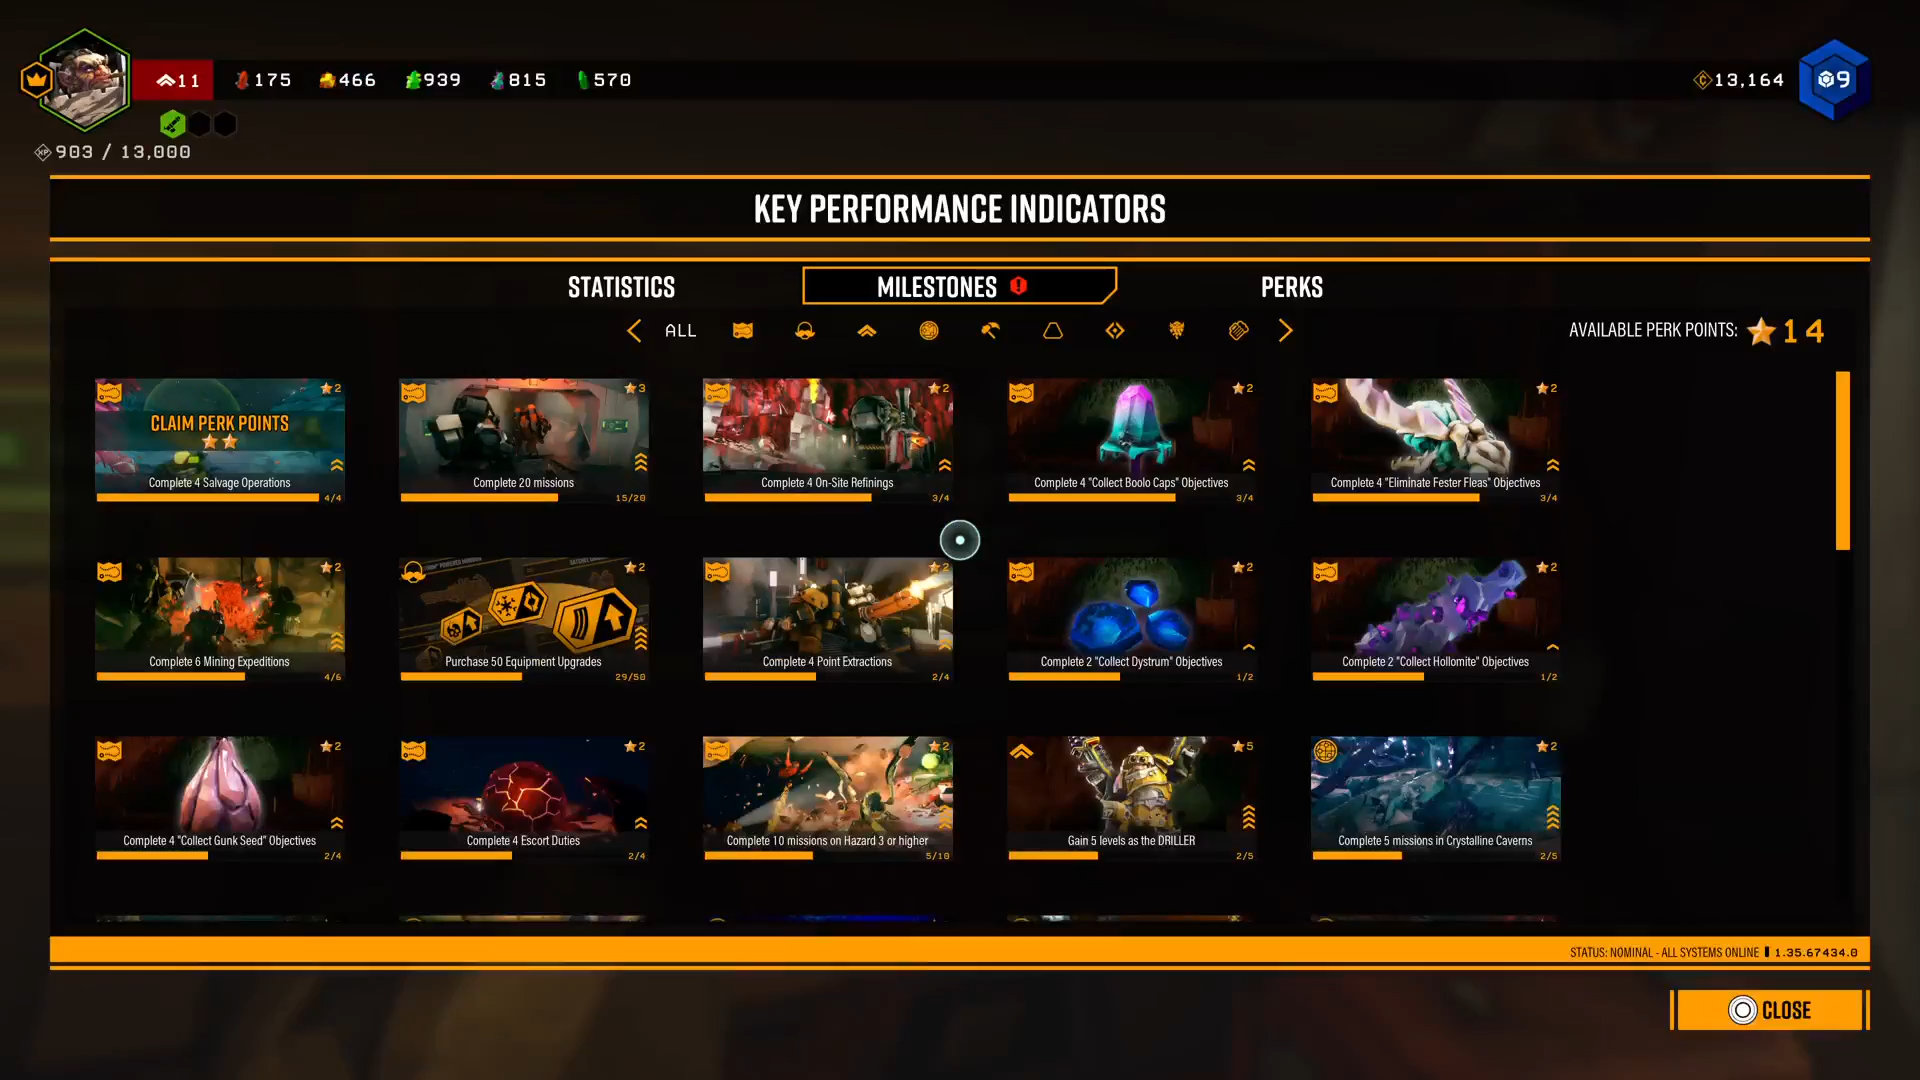 11 175 466 939 815 570 13,164 9
903 / 13,000
KEY PERFORMANCE INDICATORS
STATISTICS MILESTONES ! PERKS
ALL AVAILABLE PERK POINTS: 14
2 3 2 2 2
CLAIM PERK POINTS
Complete 4 Salvage Operations Complete 20 missions Complete 4 On-Site Refinings Complete 4 "Collect Boolo Caps" Objectives Complete 4 "Eliminate Fester Fleas" Objectives
4/4 15/20 3/4 3/4 3/4
2 2 2 2 2
Complete 6 Mining Expeditions Purchase 50 Equipment Upgrades Complete 4 Point Extractions Complete 2 "Collect Dystrum" Objectives Complete 2 "Collect Hollomite" Objectives
4/6 29/50 2/4 1/2 1/2
2 2 2 5 2
Complete 4 "Collect Gunk Seed" Objectives Complete 4 Escort Duties Complete 10 missions on Hazard 3 or higher Gain 5 levels as the DRILLER Complete 5 missions in Crystalline Caverns
2/4 2/4 5/10 2/5 2/5
STATUS: NOMINAL - ALL SYSTEMS ONLINE 1.35.67434.0
CLOSE